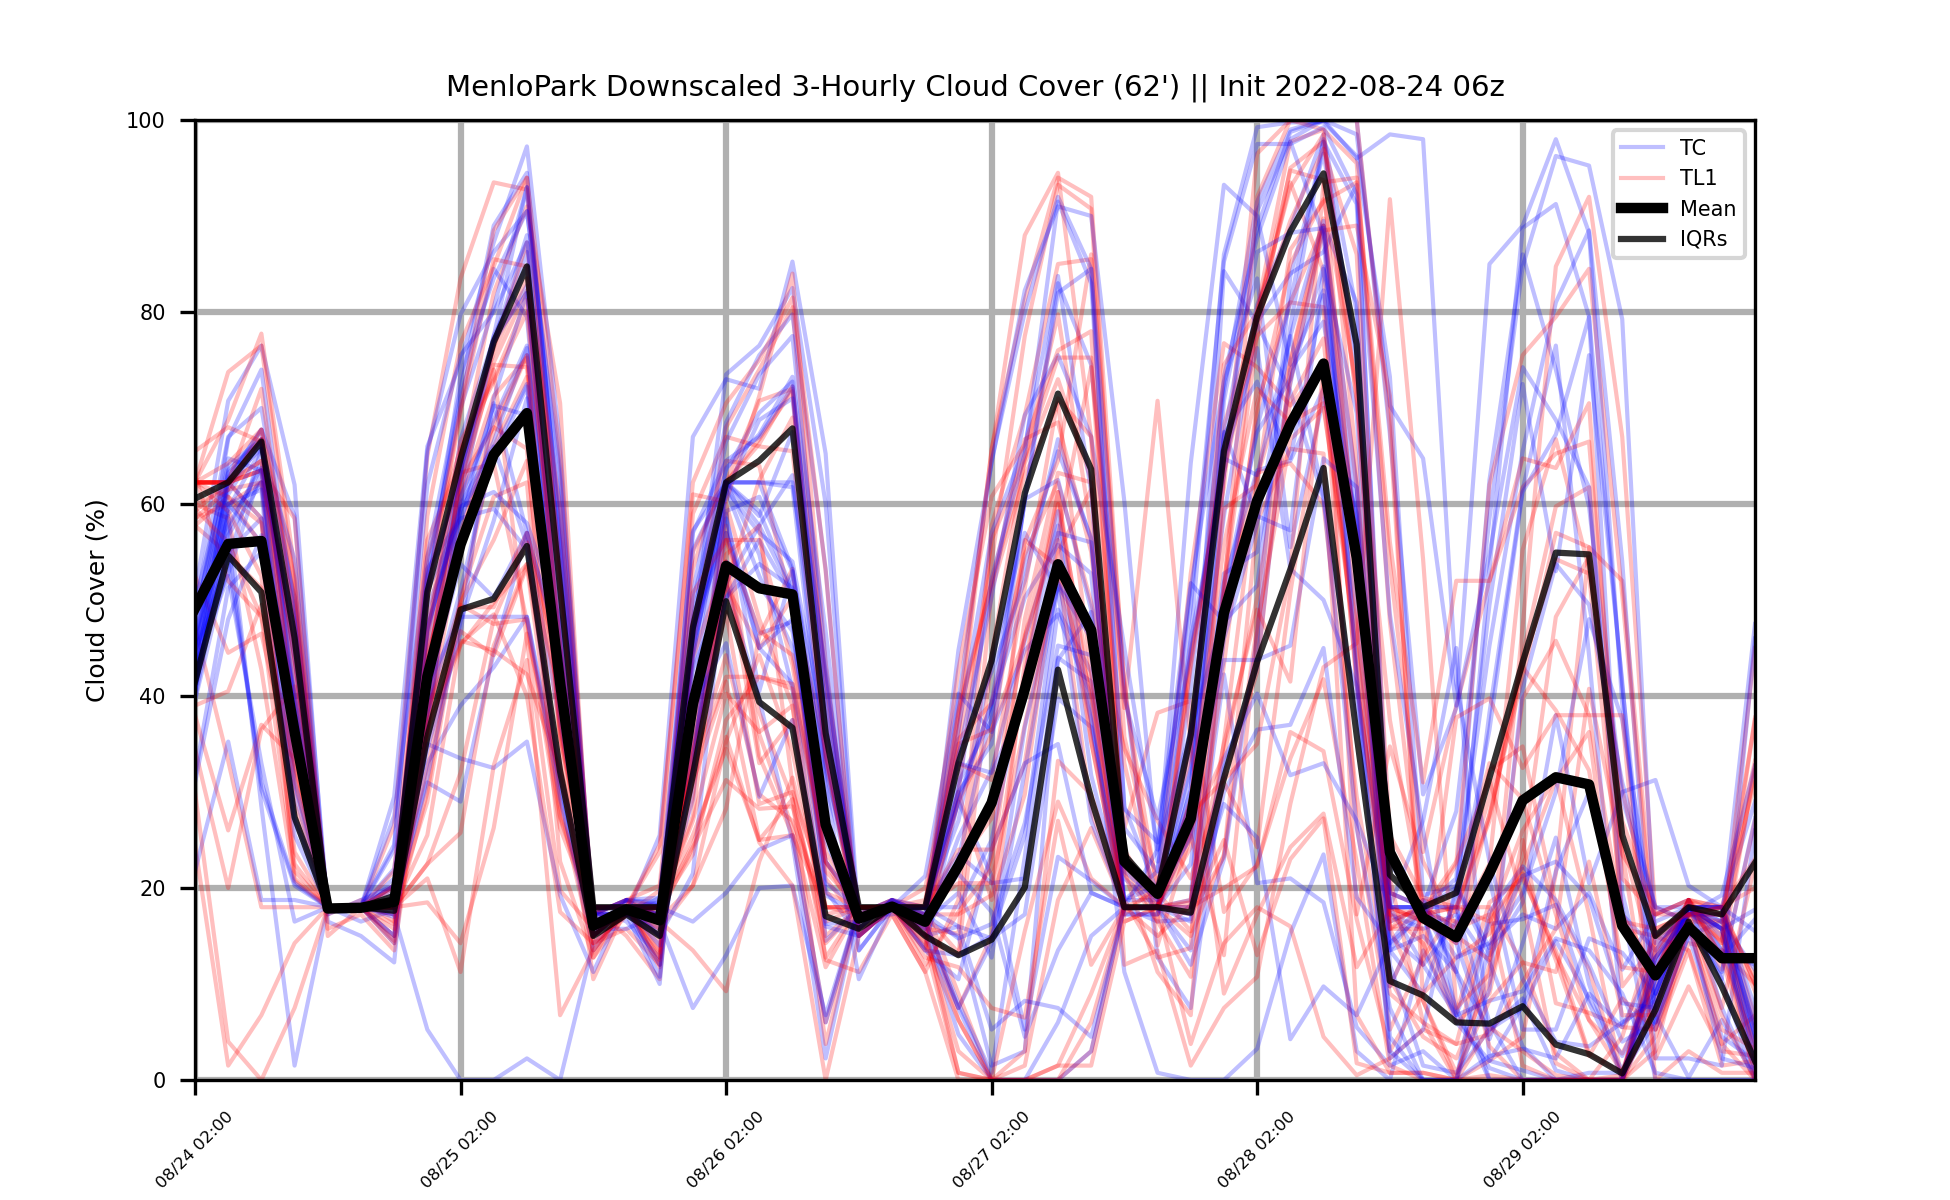 MenloPark Downscaled 3-Hourly Cloud Cover (62') || Init 2022-08-24 06z
Cloud Cover (%)
100
80
60
40
20
0
TC
TL1
Mean
IQRs
08/24 02:00
08/25 02:00
08/26 02:00
08/27 02:00
08/28 02:00
08/29 02:00